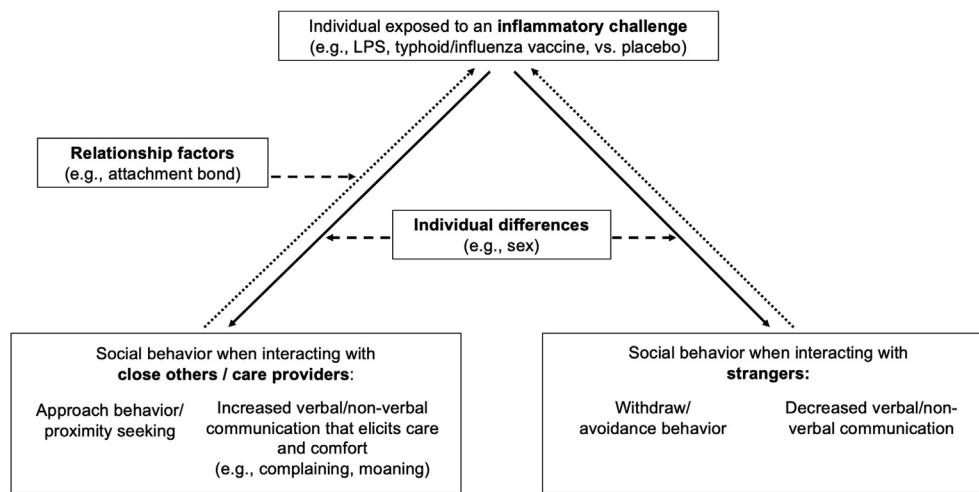 Individual exposed to an inflammatory challenge
(e.g., LPS, typhoid/influenza vaccine, vs. placebo)
Relationship factors
(e.g., attachment bond)
Individual differences
(e.g., sex)
Social behavior when interacting with
close others / care providers:
Approach behavior/
proximity seeking
Increased verbal/non-verbal
communication that elicits care
and comfort
(e.g., complaining, moaning)
Social behavior when interacting with
strangers:
Withdraw/
avoidance behavior
Decreased verbal/non-
verbal communication